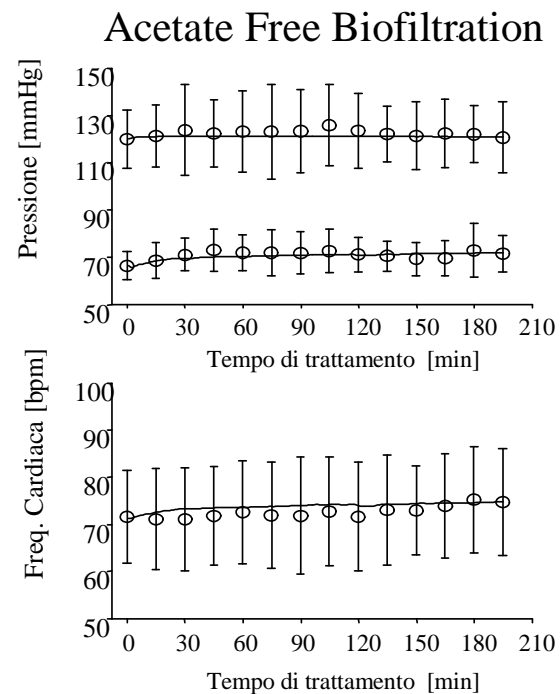 Acetate Free Biofiltration
Pressione [mmHg]
150
130
110
90
70
50
0 30 60 90 120 150 180 210
Tempo di trattamento [min]
Freq. Cardiaca [bpm]
100
90
80
70
60
50
0 30 60 90 120 150 180 210
Tempo di trattamento [min]